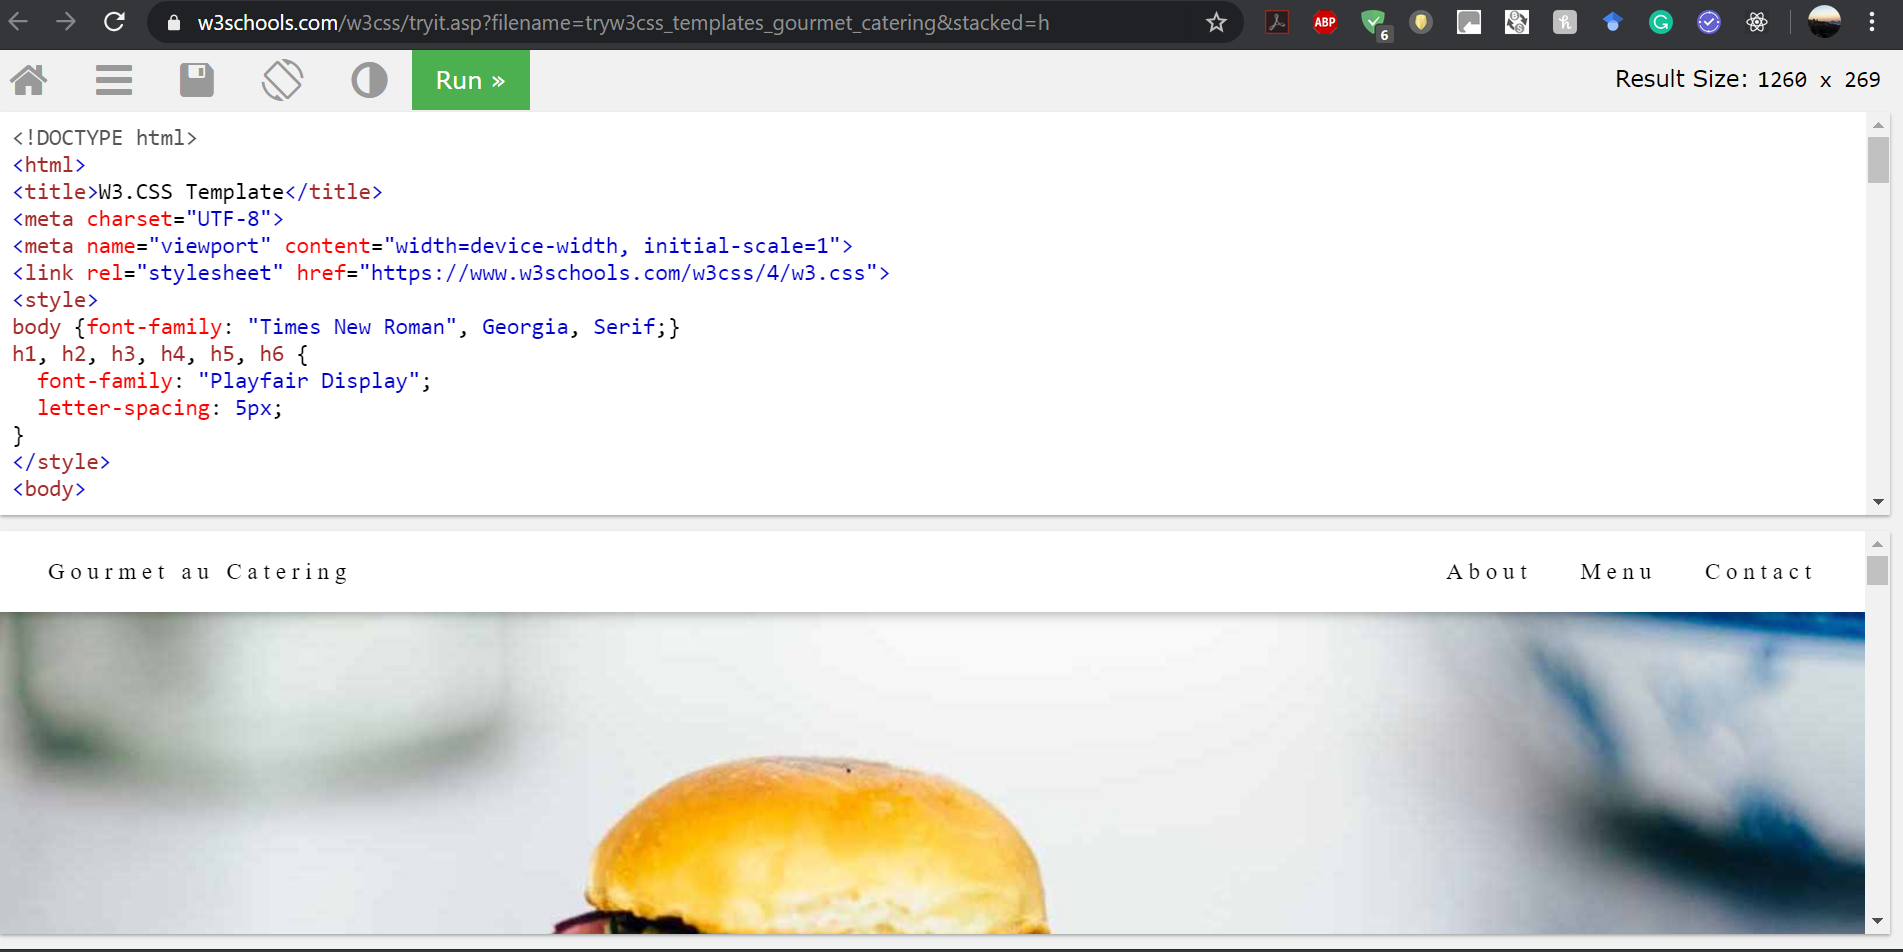 w3schools.com/w3css/tryit.asp?filename=tryw3css_templates_gourmet_catering&stacked=h
ABP
6
h
G
Run »
Result Size: 1260 x 269
<!DOCTYPE html>
<html>
<title>W3.CSS Template</title>
<meta charset="UTF-8">
<meta name="viewport" content="width=device-width, initial-scale=1">
<link rel="stylesheet" href="https://www.w3schools.com/w3css/4/w3.css">
<style>
body {font-family: "Times New Roman", Georgia, Serif;}
h1, h2, h3, h4, h5, h6 {
  font-family: "Playfair Display";
  letter-spacing: 5px;
}
</style>
<body>
Gourmet au Catering
About Menu Contact